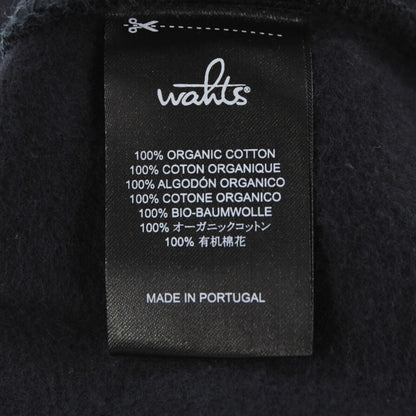 wahts®
100% ORGANIC COTTON
100% COTON ORGANIQUE
100% ALGODÓN ORGANICO
100% COTONE ORGANICO
100% BIO-BAUMWOLLE
100% オーガニックコットン
100% 有机棉花
MADE IN PORTUGAL